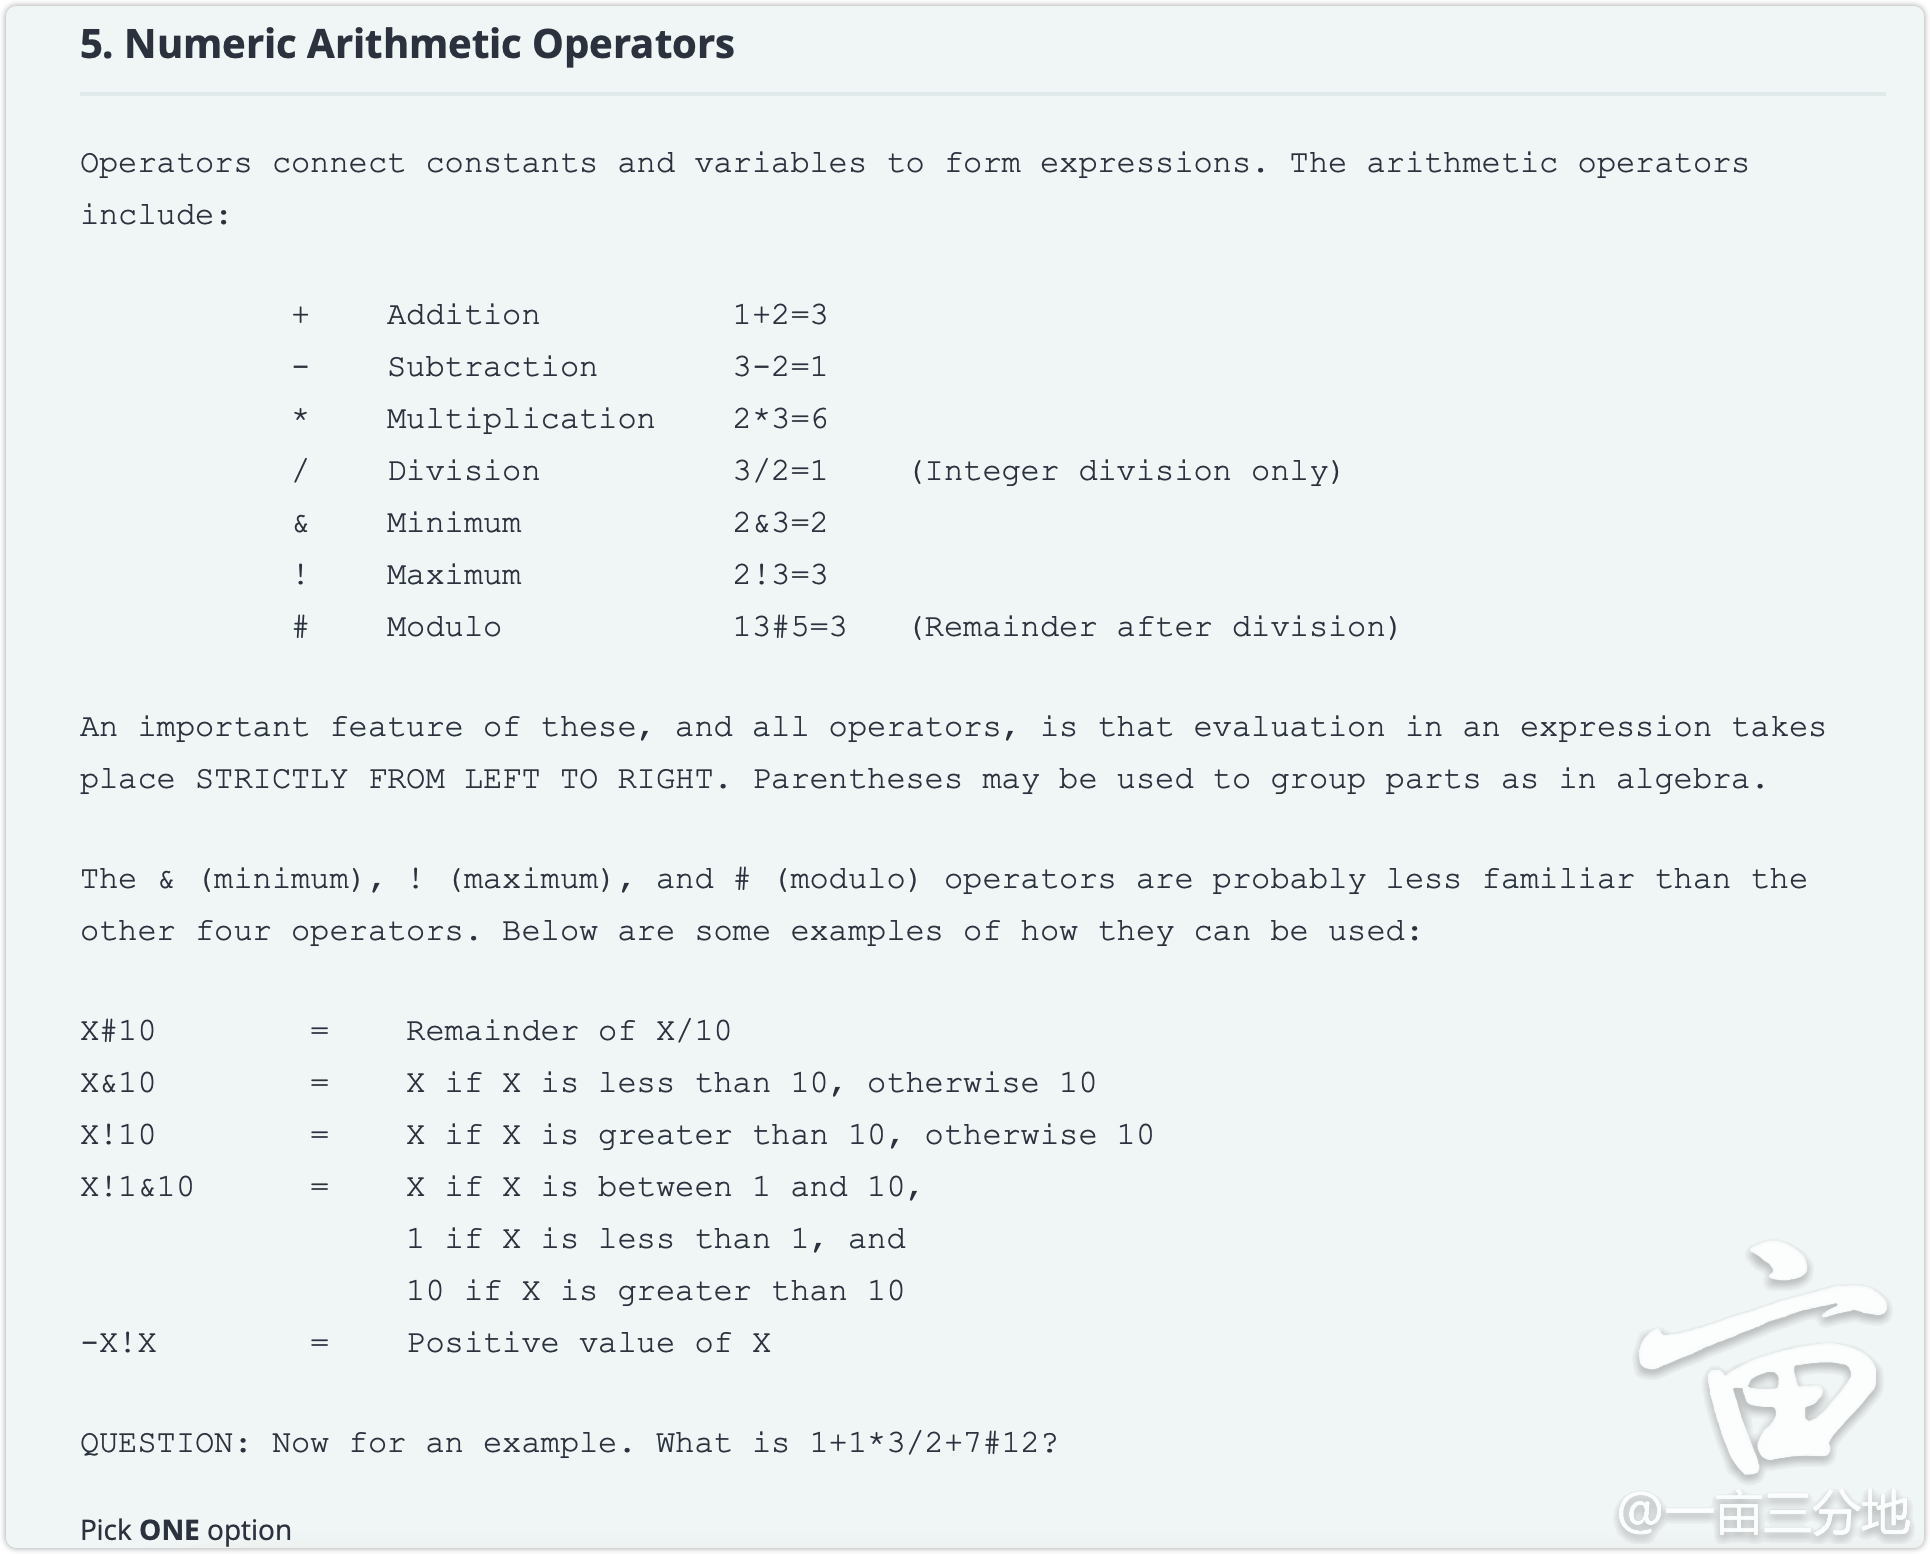 5. Numeric Arithmetic Operators
Operators connect constants and variables to form expressions. The arithmetic operators
include:
+ Addition 1+2=3
- Subtraction 3-2=1
* Multiplication 2*3=6
/ Division 3/2=1 (Integer division only)
& Minimum 2&3=2
! Maximum 2!3=3
# Modulo 13#5=3 (Remainder after division)
An important feature of these, and all operators, is that evaluation in an expression takes
place STRICTLY FROM LEFT TO RIGHT. Parentheses may be used to group parts as in algebra.
The & (minimum), ! (maximum), and # (modulo) operators are probably less familiar than the
other four operators. Below are some examples of how they can be used:
X#10 = Remainder of X/10
X&10 = X if X is less than 10, otherwise 10
X!10 = X if X is greater than 10, otherwise 10
X!1&10 = X if X is between 1 and 10,
1 if X is less than 1, and
10 if X is greater than 10
-X!X = Positive value of X
QUESTION: Now for an example. What is 1+1*3/2+7#12?
Pick ONE option
亩
@一亩三分地